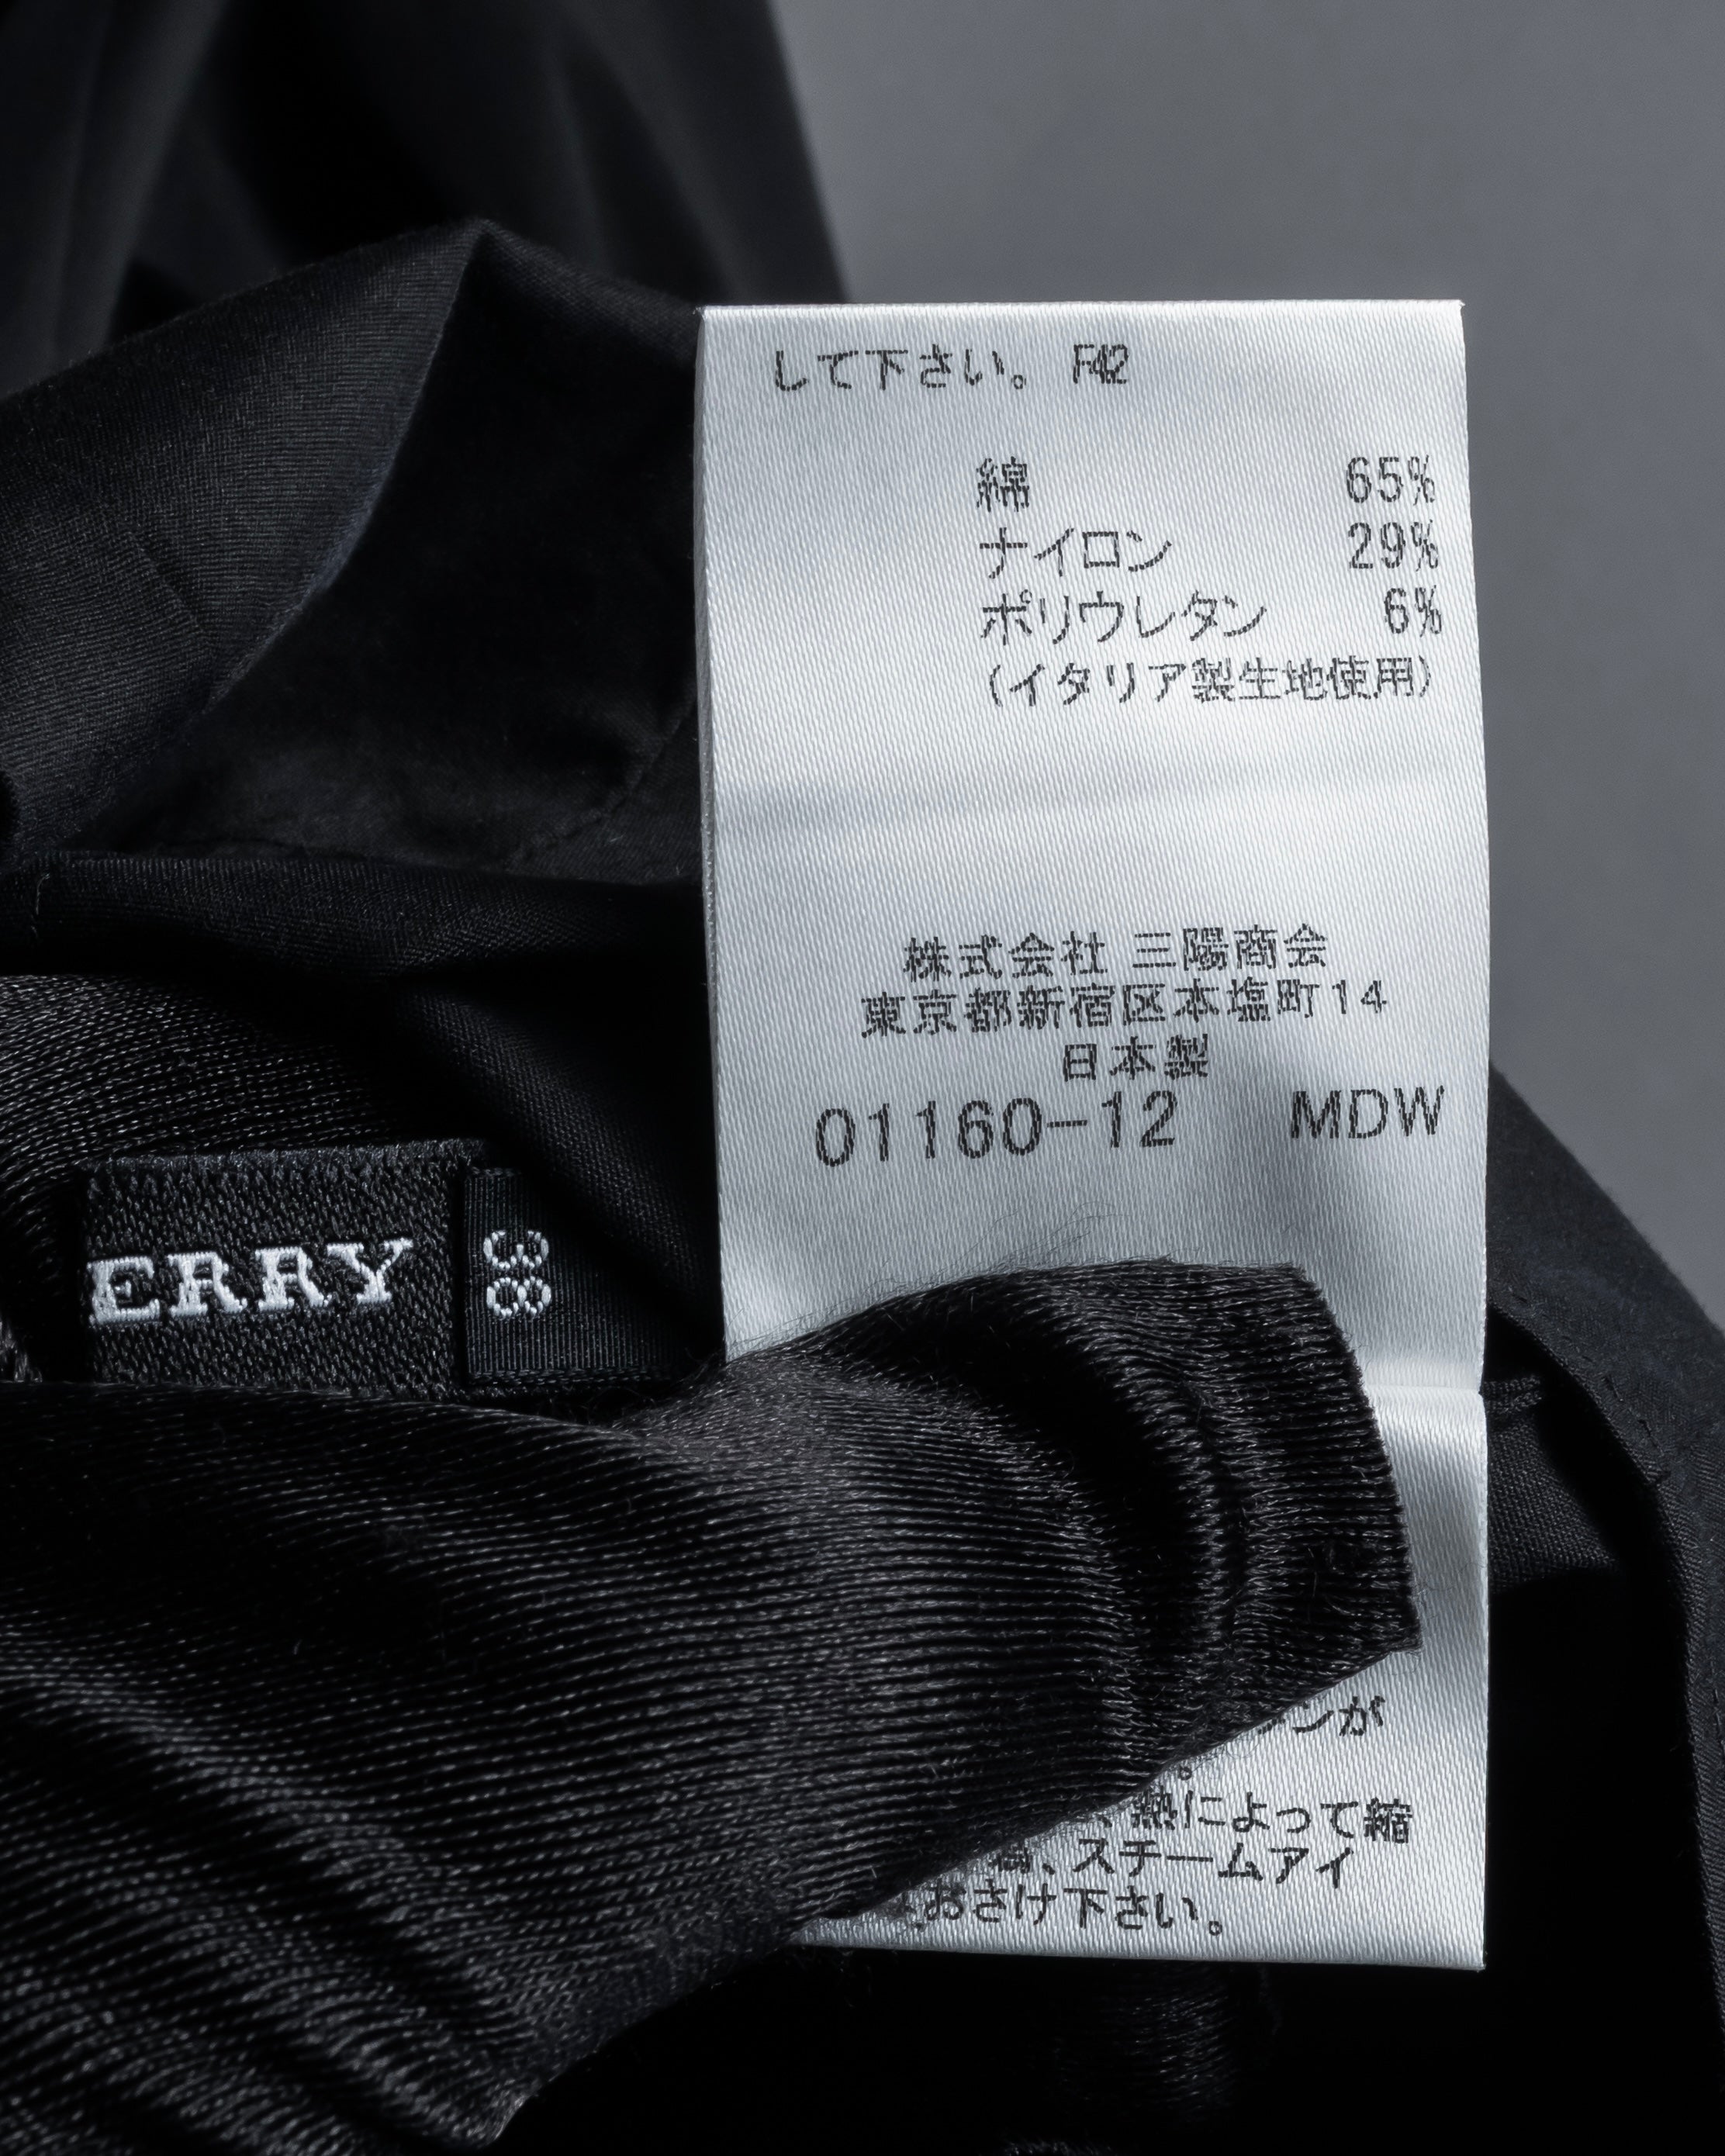 して下さい。 F42
綿 65%
ナイロン 29%
ポリウレタン 6%
(イタリア製生地使用)
株式会社 三陽商会
東京都新宿区本塩町14
日本製
01160-12 MDW
ERRY
38
ンが
。
、熱によって縮
、スチームアイ
おさけ下さい。